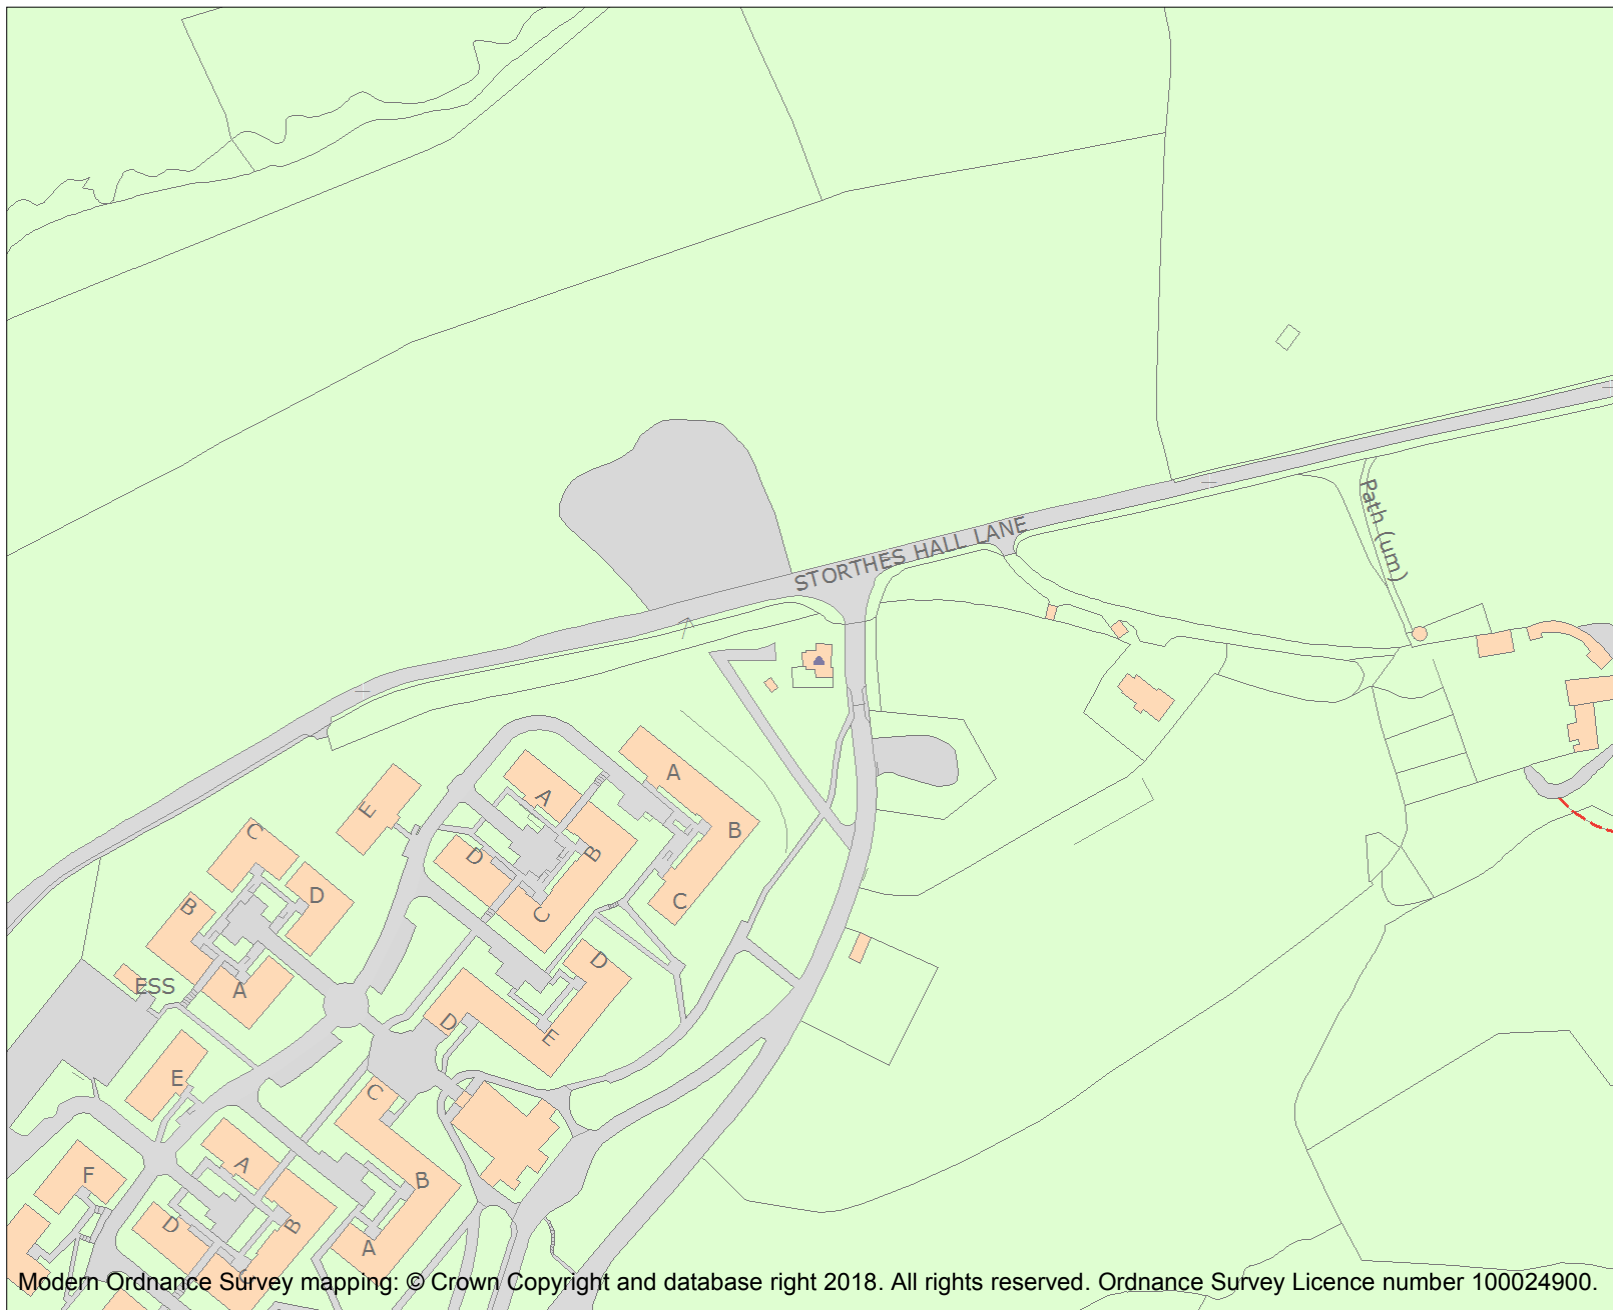 STORTHES HALL LANE
Path (um)
A
E
A
B
C
B
D
C
D
B
C
C
D
B
ESS
A
D
D
E
E
C
A
F
B
D
B
A
C
Modern Ordnance Survey mapping: © Crown Copyright and database right 2018. All rights reserved. Ordnance Survey Licence number 100024900.